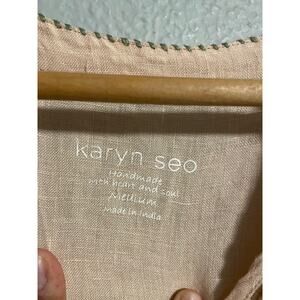 karyn seo
Handmade
with heart and soul
Medium
Made in India